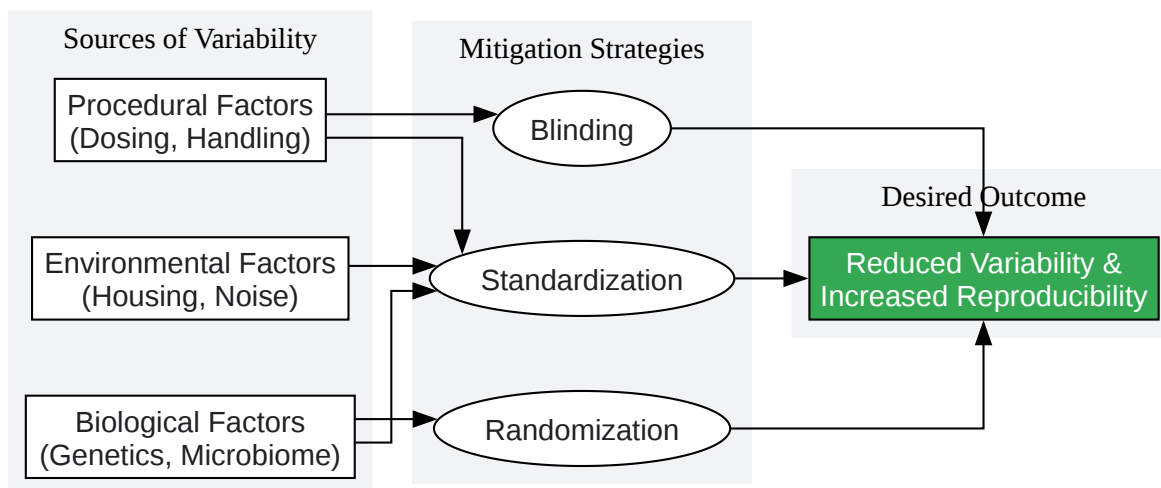 Sources of Variability
Procedural Factors
(Dosing, Handling)
Environmental Factors
(Housing, Noise)
Biological Factors
(Genetics, Microbiome)
Mitigation Strategies
Blinding
Standardization
Randomization
Desired Outcome
Reduced Variability &
Increased Reproducibility